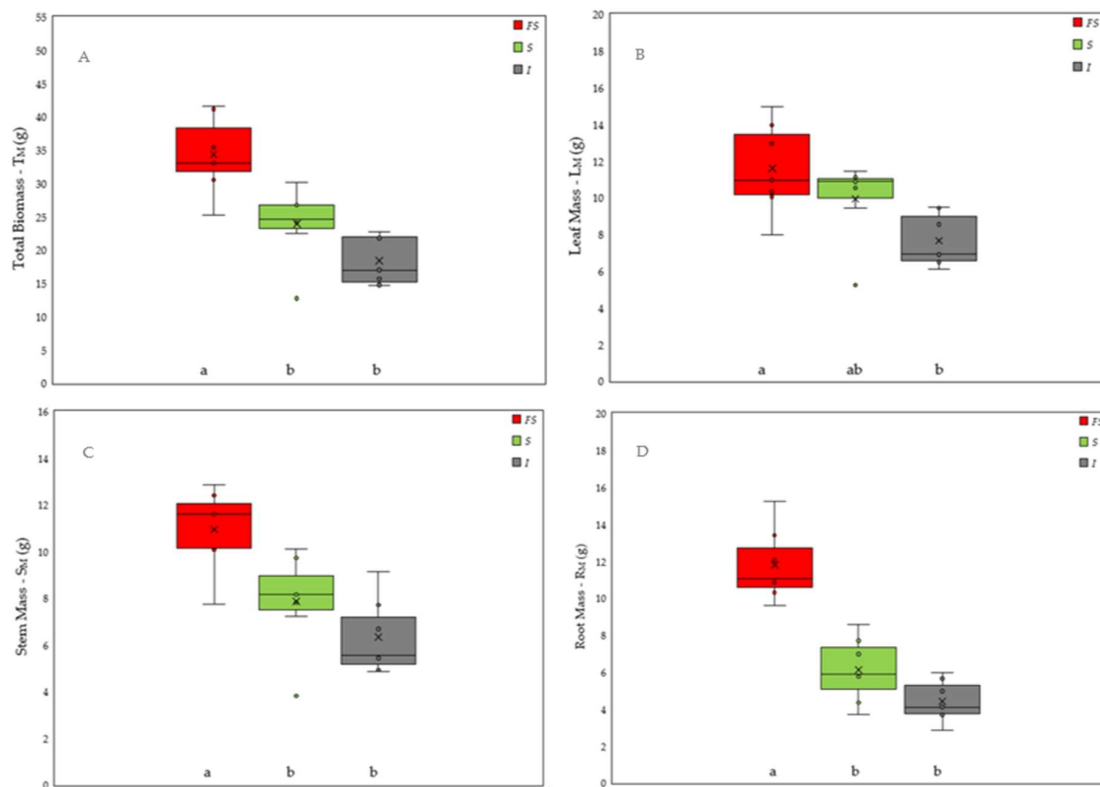 A
Total Biomass - TM (g)
55
50
45
40
35
30
25
20
15
10
5
0
FS
S
I
a b b
B
Leaf Mass - LM (g)
20
18
16
14
12
10
8
6
4
2
0
FS
S
I
a ab b
C
Stem Mass - SM (g)
16
14
12
10
8
6
4
2
0
FS
S
I
a b b
D
Root Mass - RM (g)
20
18
16
14
12
10
8
6
4
2
0
FS
S
I
a b b